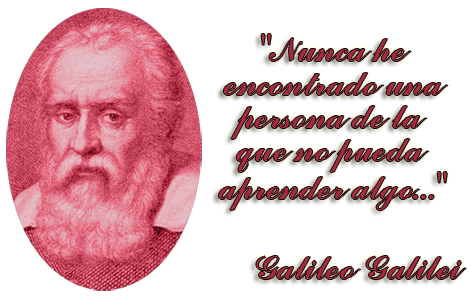 "Nunca he
encontrado una
persona de la
que no pueda
aprender algo..."
Galileo Galilei